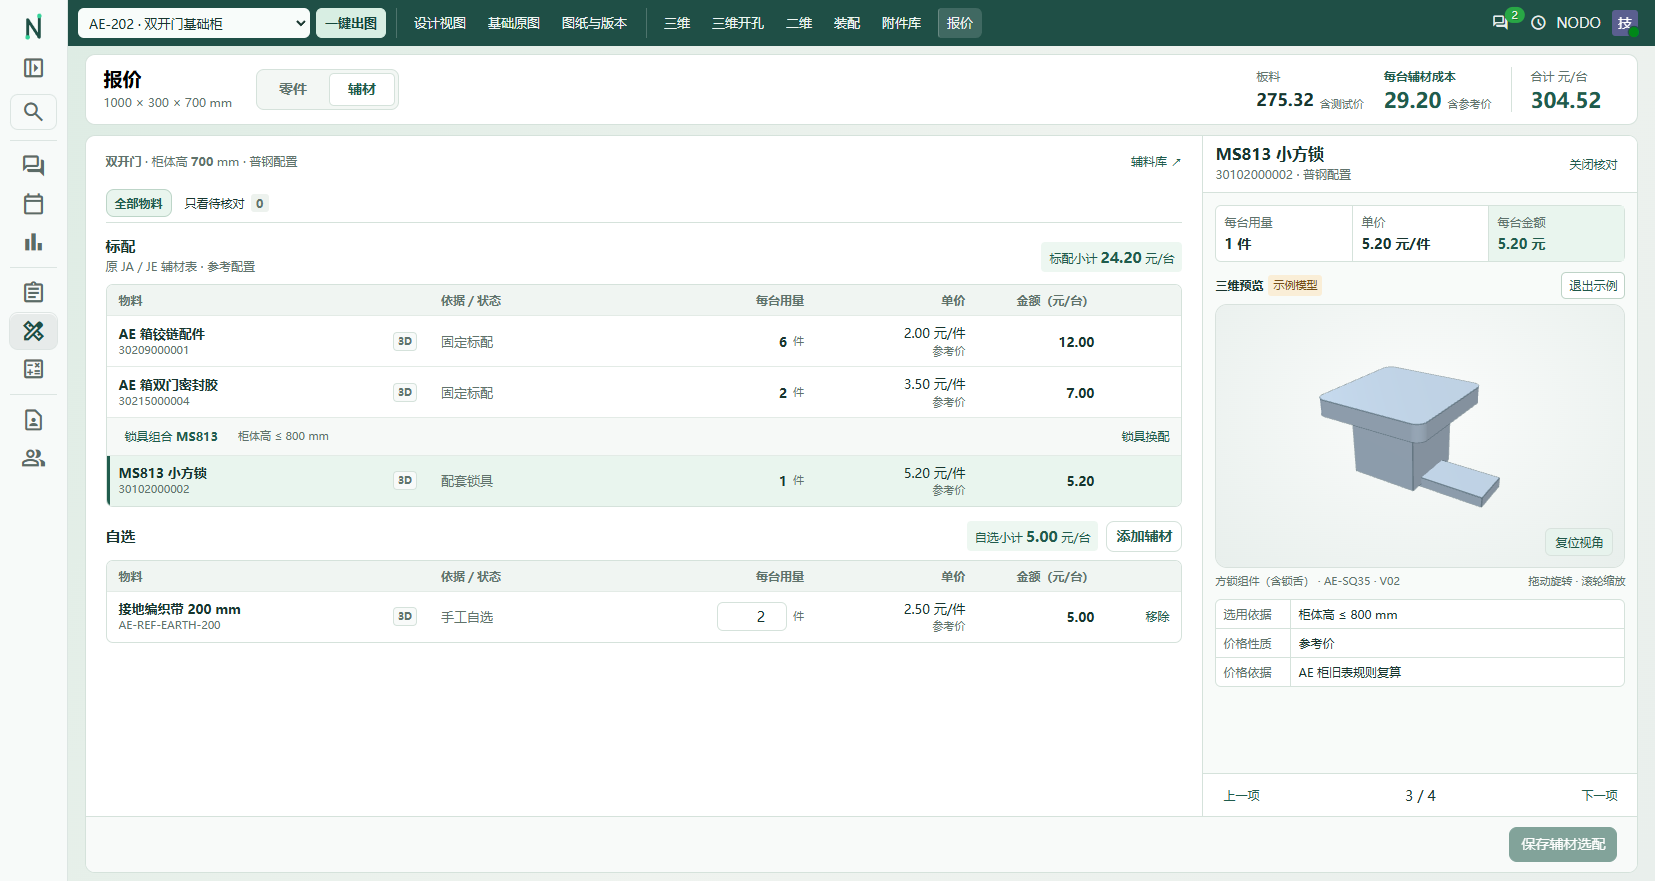 N
AE-202 · 双开门基础柜
一键出图
设计视图
基础原图
图纸与版本
三维
三维开孔
二维
装配
附件库
报价
2
NODO
技
报价
1000 × 300 × 700 mm
零件
辅材
板料
275.32 含测试价
每台辅材成本
29.20 含参考价
合计 元/台
304.52
双开门 · 柜体高 700 mm · 普钢配置
辅料库 ↗
全部物料
只看待核对 0
标配
原 JA / JE 辅材表 · 参考配置
标配小计 24.20 元/台
物料
依据 / 状态
每台用量
单价
金额（元/台）
AE 箱铰链配件
30209000001
3D
固定标配
6 件
2.00 元/件
参考价
12.00
AE 箱双门密封胶
30215000004
3D
固定标配
2 件
3.50 元/件
参考价
7.00
锁具组合 MS813
柜体高 ≤ 800 mm
锁具换配
MS813 小方锁
30102000002
3D
配套锁具
1 件
5.20 元/件
参考价
5.20
自选
自选小计 5.00 元/台
添加辅材
物料
依据 / 状态
每台用量
单价
金额（元/台）
接地编织带 200 mm
AE-REF-EARTH-200
3D
手工自选
2 件
2.50 元/件
参考价
5.00
移除
MS813 小方锁
30102000002 · 普钢配置
关闭核对
每台用量
1 件
单价
5.20 元/件
每台金额
5.20 元
三维预览
示例模型
退出示例
复位视角
方锁组件（含锁舌） · AE-SQ35 · V02
拖动旋转 · 滚轮缩放
选用依据
柜体高 ≤ 800 mm
价格性质
参考价
价格依据
AE 柜旧表规则复算
上一项
3 / 4
下一项
保存辅材选配